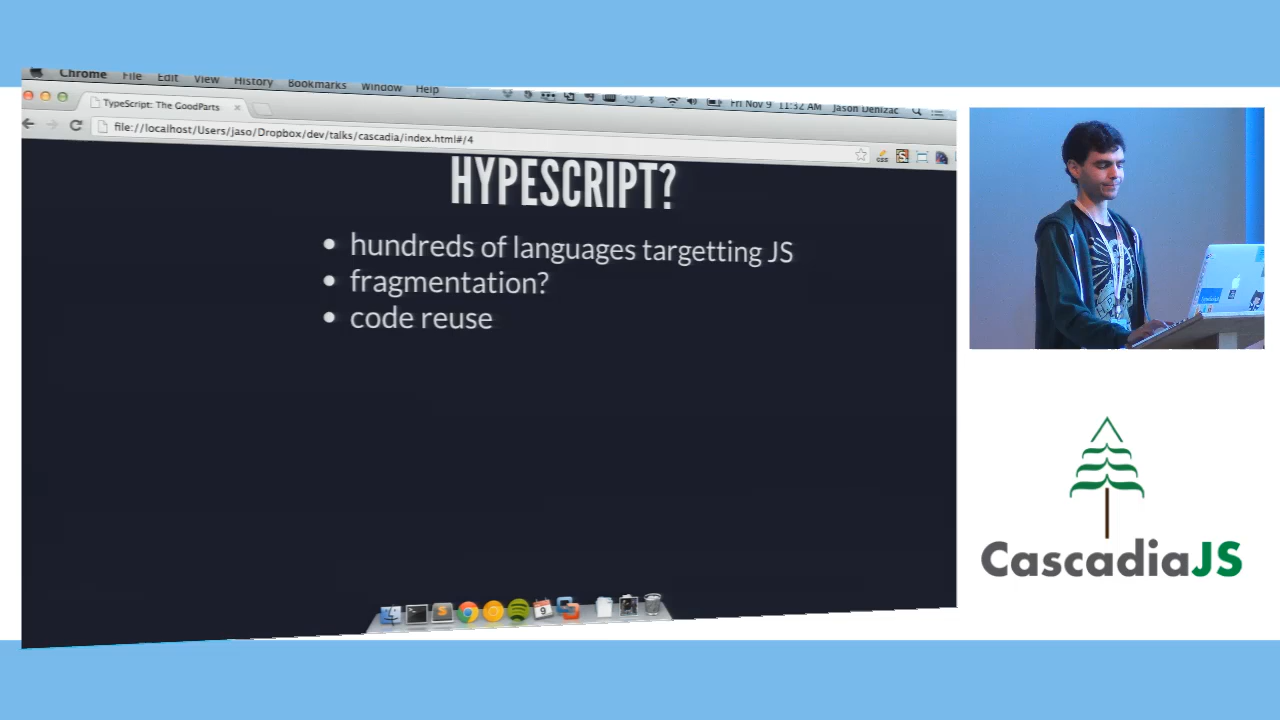 Chrome File Edit View History Bookmarks Window Help Fri Nov 9 11:32 AM Jason Denizac
TypeScript: The GoodParts
file://localhost/Users/jaso/Dropbox/dev/talks/cascadia/index.html#/4
HYPESCRIPT?
• hundreds of languages targetting JS
• fragmentation?
• code reuse
9
CascadiaJS